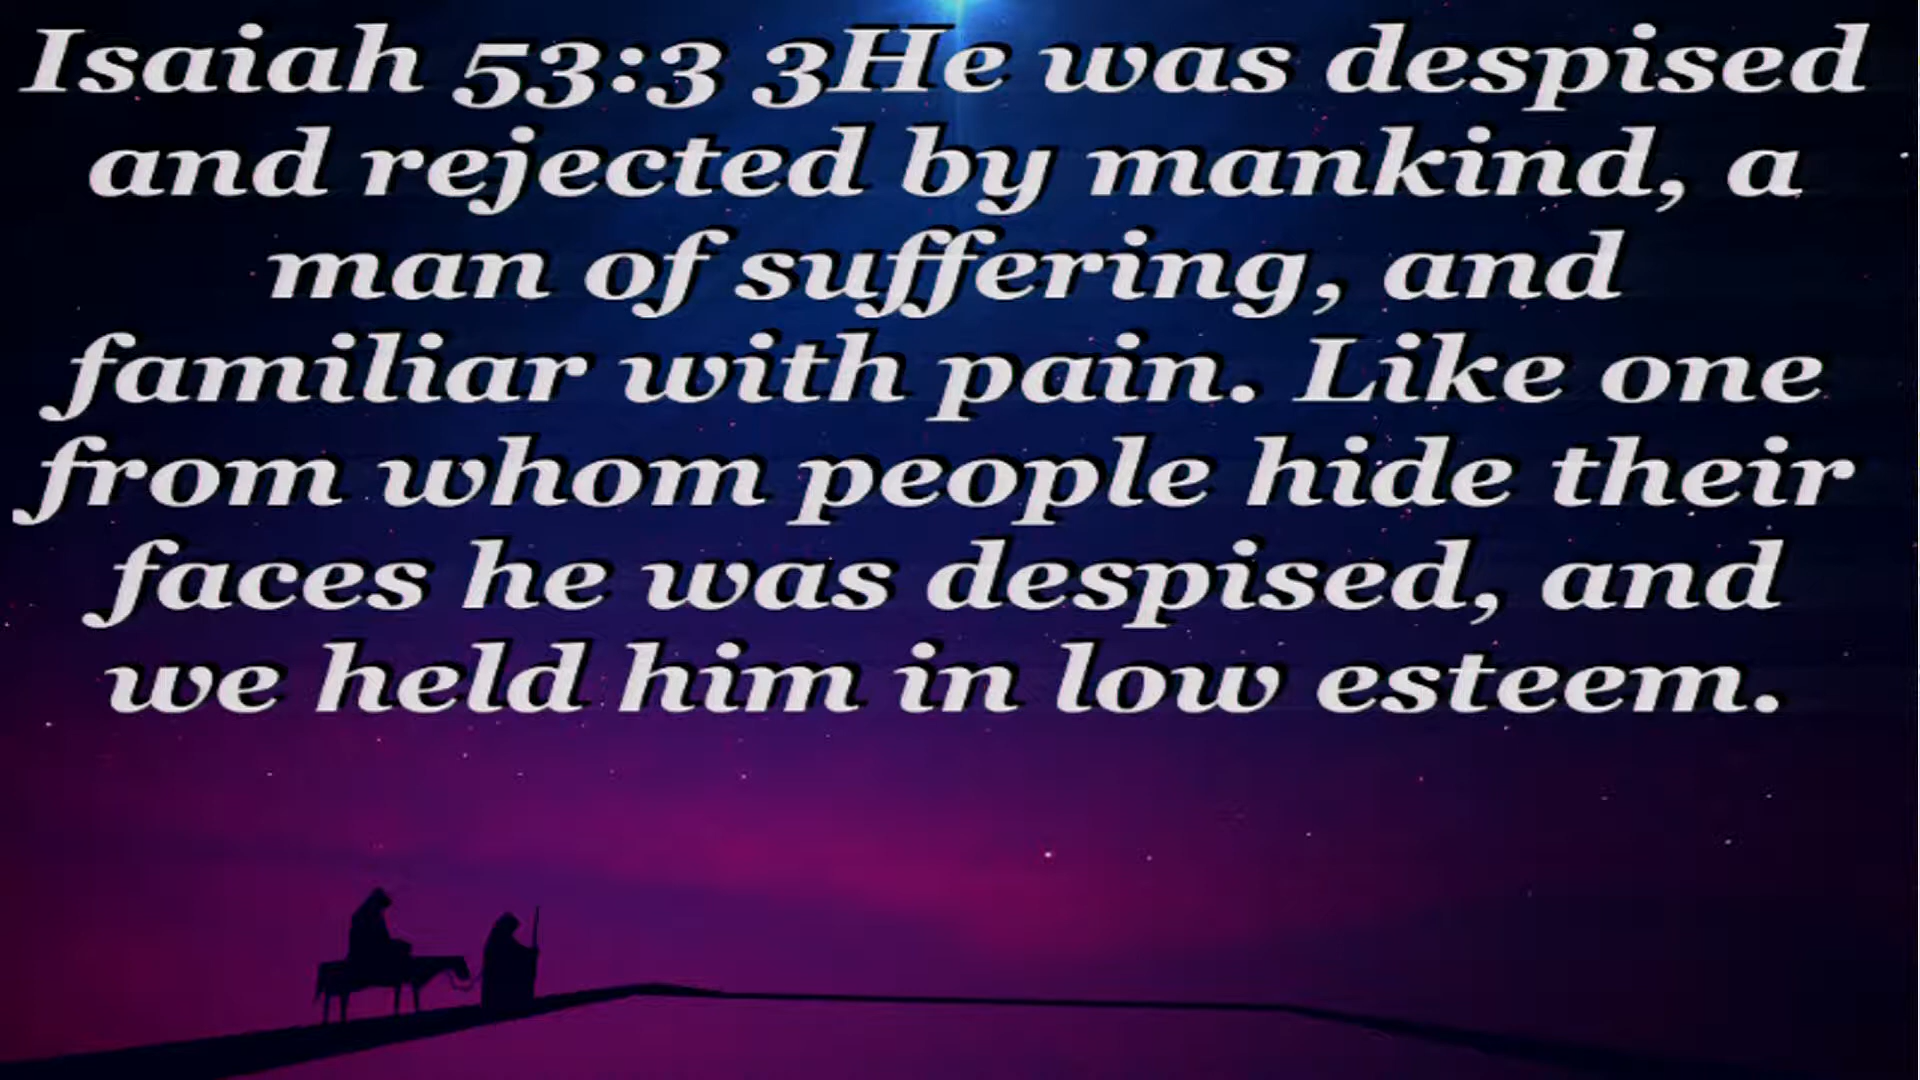 Isaiah 53:3 3He was despised
and rejected by mankind, a
man of suffering, and
familiar with pain. Like one
from whom people hide their
faces he was despised, and
we held him in low esteem.